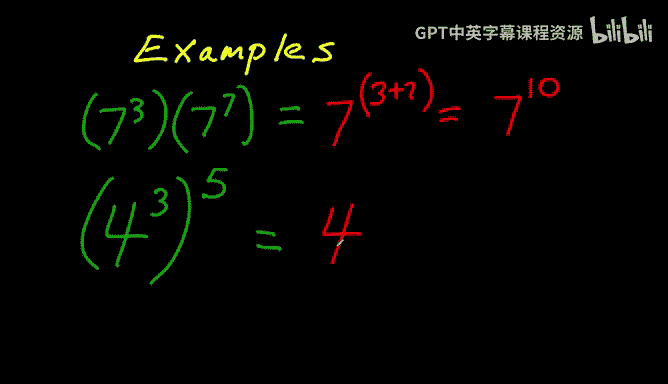 GPT中英字幕课程资源 bilibili
Examples
(7³)(7⁷) = 7⁽³⁺⁷⁾ = 7¹⁰
(4³)⁵ = 4